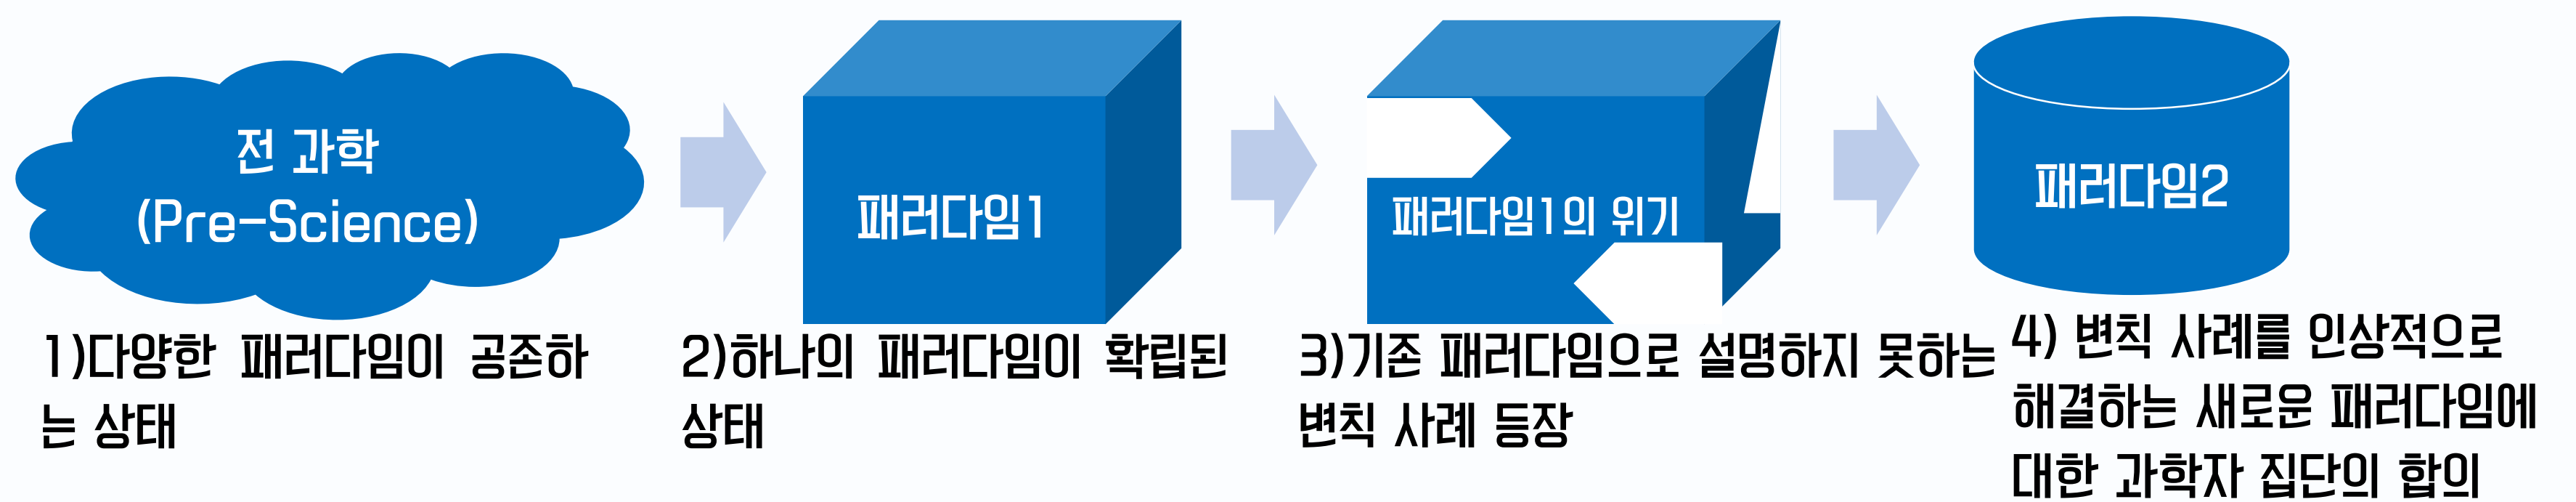 전 과학
(Pre-Science)
패러다임1
패러다임1의 위기
패러다임2
1)다양한 패러다임이 공존하
는 상태
2)하나의 패러다임이 확립된
상태
3)기존 패러다임으로 설명하지 못하는
변칙 사례 등장
4) 변칙 사례를 인상적으로
해결하는 새로운 패러다임에
대한 과학자 집단의 합의